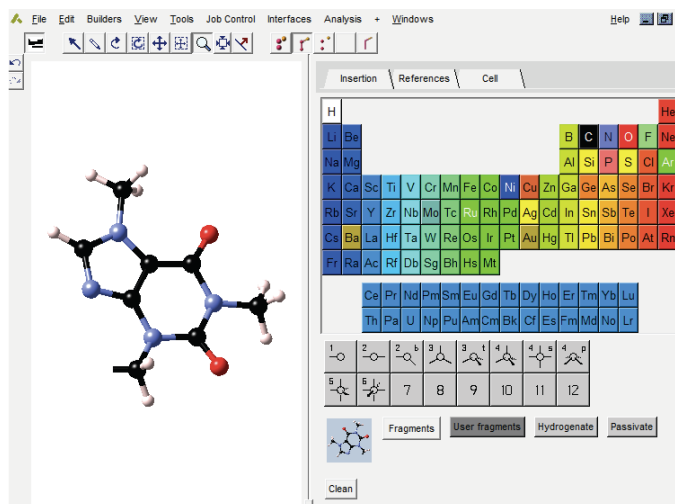 File Edit Builders View Tools Job Control Interfaces Analysis + Windows Help
Insertion References Cell
H He
Li Be B C N O F Ne
Na Mg Al Si P S Cl Ar
K Ca Sc Ti V Cr Mn Fe Co Ni Cu Zn Ga Ge As Se Br Kr
Rb Sr Y Zr Nb Mo Tc Ru Rh Pd Ag Cd In Sn Sb Te I Xe
Cs Ba La Hf Ta W Re Os Ir Pt Au Hg Tl Pb Bi Po At Rn
Fr Ra Ac Rf Db Sg Bh Hs Mt
Ce Pr Nd Pm Sm Eu Gd Tb Dy Ho Er Tm Yb Lu
Th Pa U Np Pu Am Cm Bk Cf Es Fm Md No Lr
1 2 2 b 3 3 t 4 4 s 4 p
5 6 7 8 9 10 11 12
Fragments User fragments Hydrogenate Passivate
Clean